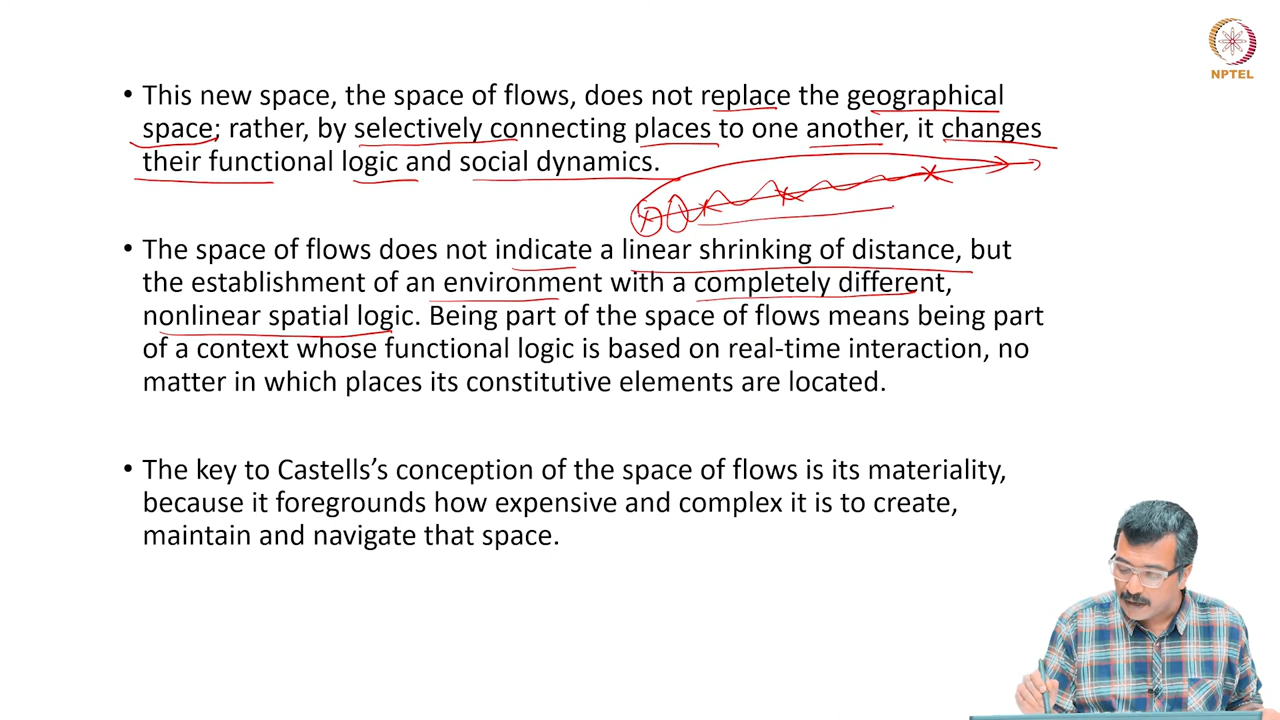 NPTEL
• This new space, the space of flows, does not replace the geographical
space; rather, by selectively connecting places to one another, it changes
their functional logic and social dynamics.
• The space of flows does not indicate a linear shrinking of distance, but
the establishment of an environment with a completely different,
nonlinear spatial logic. Being part of the space of flows means being part
of a context whose functional logic is based on real-time interaction, no
matter in which places its constitutive elements are located.
• The key to Castells’s conception of the space of flows is its materiality,
because it foregrounds how expensive and complex it is to create,
maintain and navigate that space.